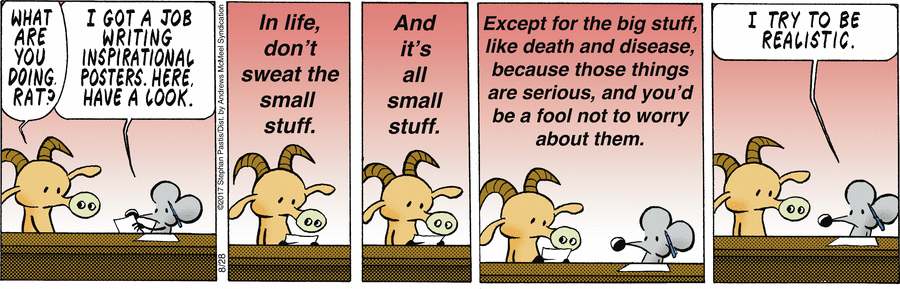 WHAT
ARE
YOU
DOING,
RAT?
I GOT A JOB
WRITING
INSPIRATIONAL
POSTERS. HERE,
HAVE A LOOK.
©2017 Stephan Pastis/Dist. by Andrews McMeel Syndication
8/28
In life,
don't
sweat the
small
stuff.
And
it's
all
small
stuff.
Except for the big stuff,
like death and disease,
because those things
are serious, and you'd
be a fool not to worry
about them.
I TRY TO BE
REALISTIC.